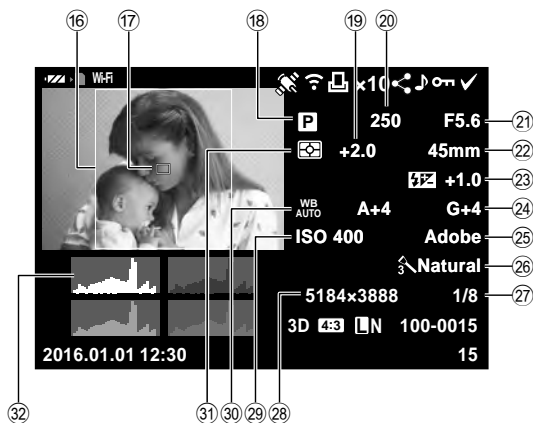 ⑯ ⑰ ⑱ ⑲ ⑳
Wi-Fi ×10
P 250 F5.6 ㉑
+2.0 45mm ㉒
+1.0 ㉓
WB AUTO A+4 G+4 ㉔
ISO 400 Adobe ㉕
3 Natural ㉖
5184×3888 1/8 ㉗
3D 4:3 LN 100-0015
2016.01.01 12:30 15
㉜ ㉛ ㉚ ㉙ ㉘